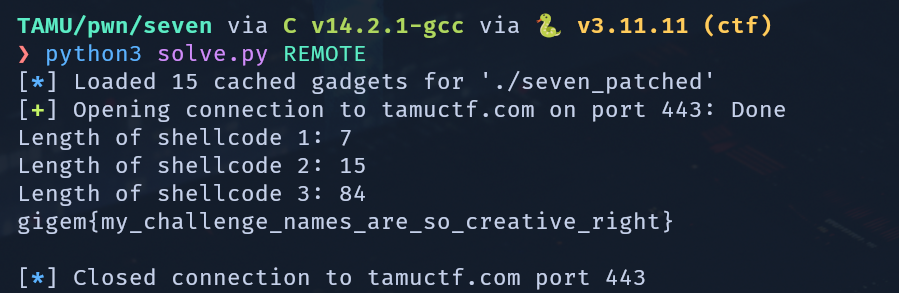 TAMU/pwn/seven via C v14.2.1-gcc via 🐍 v3.11.11 (ctf)
❯ python3 solve.py REMOTE
[*] Loaded 15 cached gadgets for './seven_patched'
[+] Opening connection to tamuctf.com on port 443: Done
Length of shellcode 1: 7
Length of shellcode 2: 15
Length of shellcode 3: 84
gigem{my_challenge_names_are_so_creative_right}
[*] Closed connection to tamuctf.com port 443